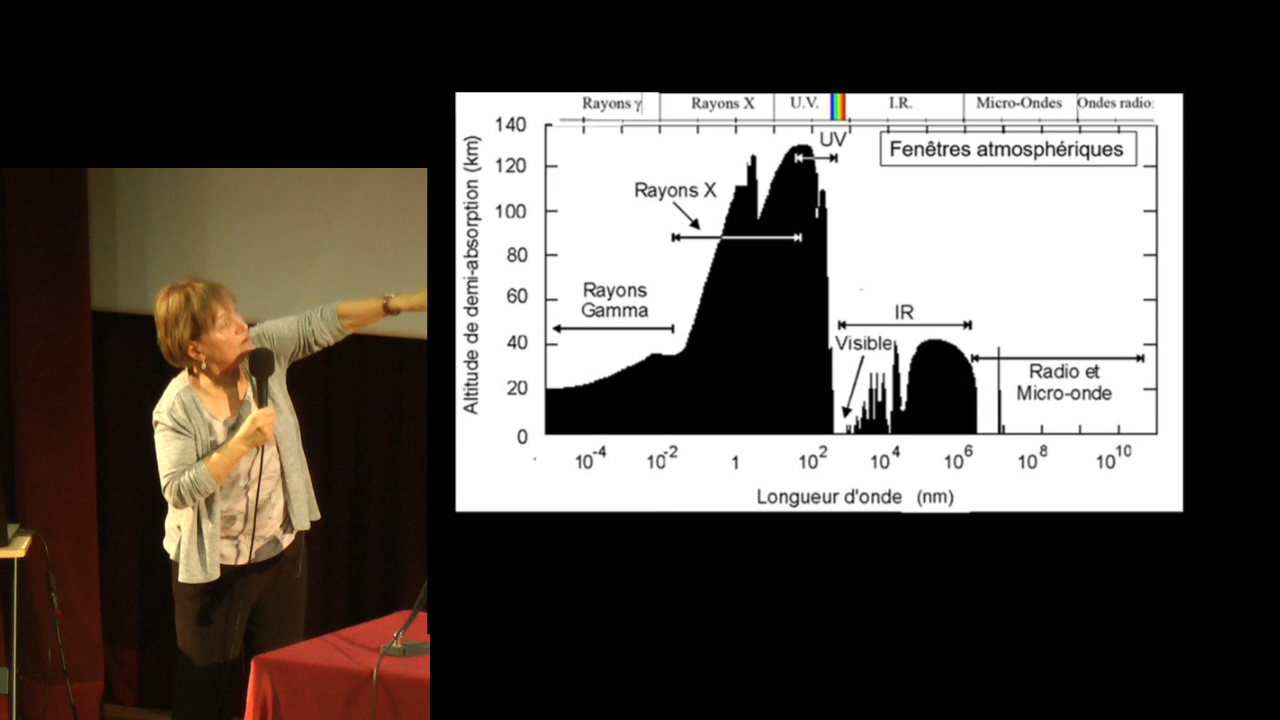 Rayons γ Rayons X U.V. I.R. Micro-Ondes Ondes radio:
Fenêtres atmosphériques
Altitude de demi-absorption (km)
140
120
100
80
60
40
20
0
UV
Rayons X
Rayons
Gamma
IR
Visible
Radio et
Micro-onde
10⁻⁴ 10⁻² 1 10² 10⁴ 10⁶ 10⁸ 10¹⁰
Longueur d'onde (nm)